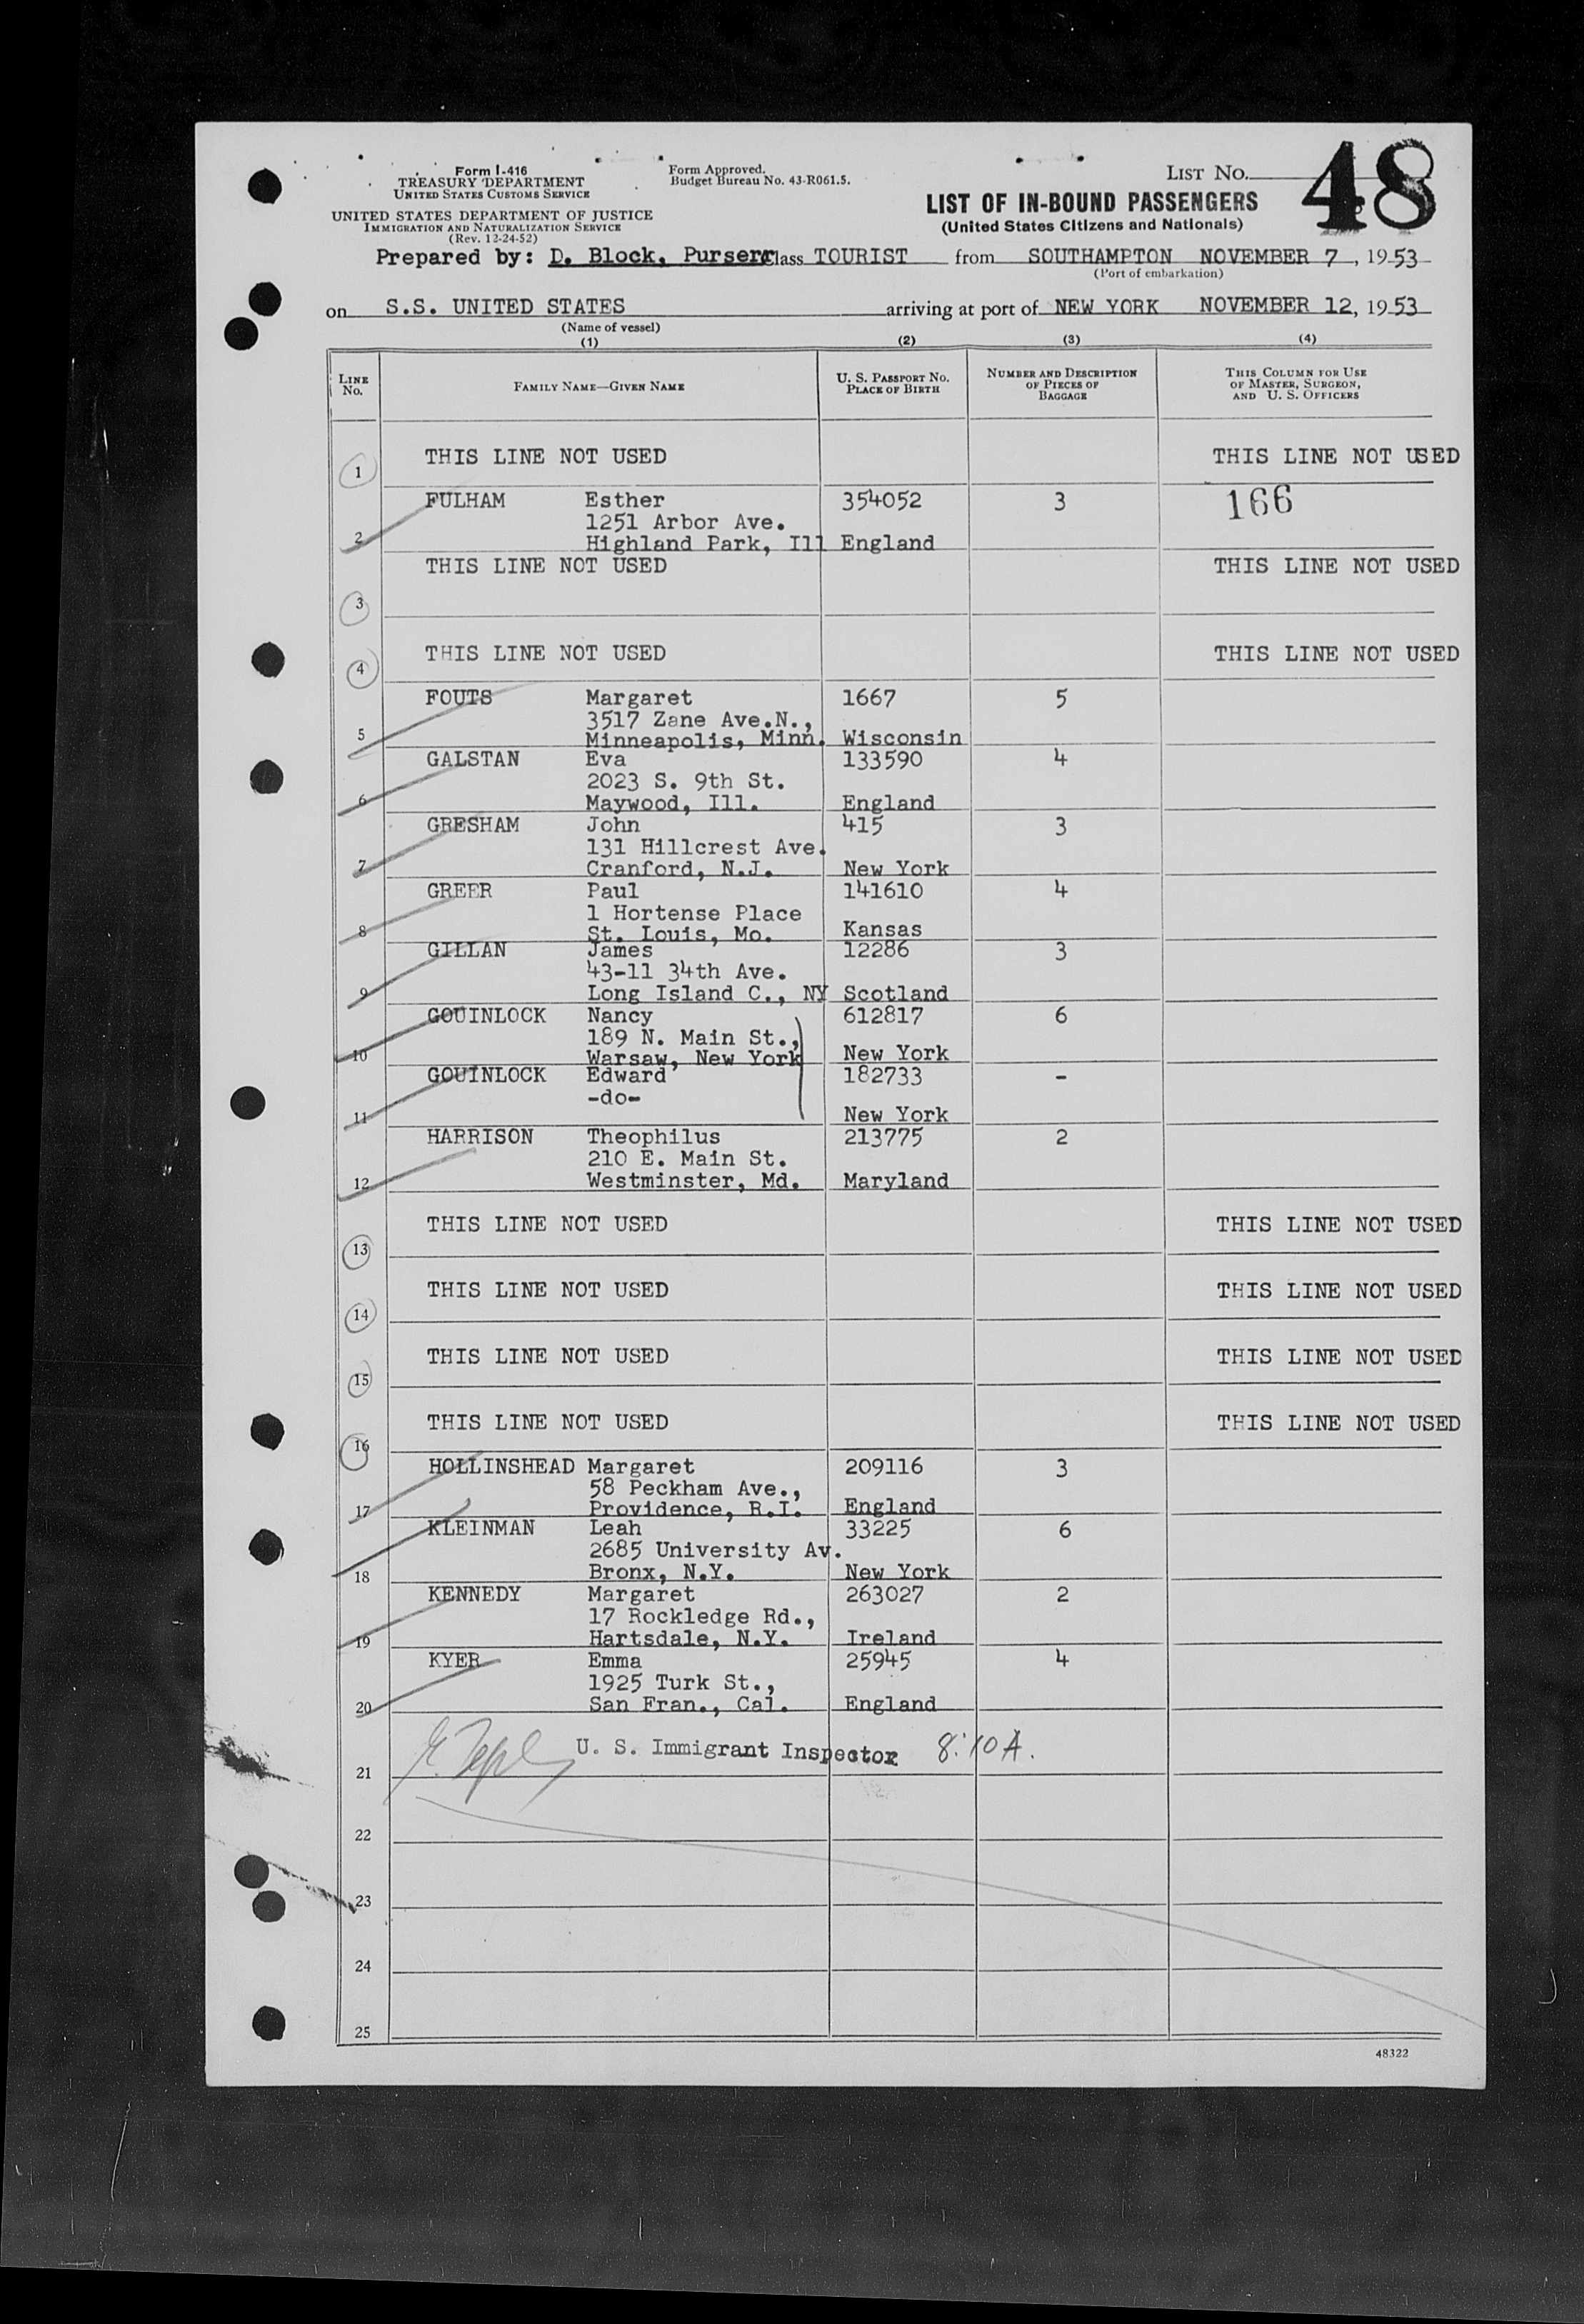 Form I-416
TREASURY DEPARTMENT
UNITED STATES CUSTOMS SERVICE
UNITED STATES DEPARTMENT OF JUSTICE
IMMIGRATION AND NATURALIZATION SERVICE
(Rev. 12-24-52)
Form Approved.
Budget Bureau No. 43-R061.5.
LIST No. 48
LIST OF IN-BOUND PASSENGERS
(United States Citizens and Nationals)
Prepared by: D. Block, Purser Class TOURIST from SOUTHAMPTON NOVEMBER 7, 1953
(Port of embarkation)
on S.S. UNITED STATES arriving at port of NEW YORK NOVEMBER 12, 1953
(Name of vessel)
(1) (2) (3) (4)
LINE No. FAMILY NAME—GIVEN NAME U. S. PASSPORT NO. PLACE OF BIRTH NUMBER AND DESCRIPTION OF PIECES OF BAGGAGE THIS COLUMN FOR USE OF MASTER, SURGEON, AND U. S. OFFICERS
1 THIS LINE NOT USED THIS LINE NOT USED
FULHAM Esther 354052 3 166
1251 Arbor Ave.
2 Highland Park, Ill England
THIS LINE NOT USED THIS LINE NOT USED
3
4 THIS LINE NOT USED THIS LINE NOT USED
FOUTS Margaret 1667 5
3517 Zane Ave.N.,
5 Minneapolis, Minn. Wisconsin
GALSTAN Eva 133590 4
2023 S. 9th St.
6 Maywood, Ill. England
GRESHAM John 415 3
131 Hillcrest Ave.
7 Cranford, N.J. New York
GREER Paul 141610 4
1 Hortense Place
8 St. Louis, Mo. Kansas
GILLAN James 12286 3
43-11 34th Ave.
9 Long Island C., NY Scotland
GOUINLOCK Nancy 612817 6
189 N. Main St.,
10 Warsaw, New York New York
GOUINLOCK Edward 182733 -
-do-
11 New York
HARRISON Theophilus 213775 2
210 E. Main St.
12 Westminster, Md. Maryland
THIS LINE NOT USED THIS LINE NOT USED
13
THIS LINE NOT USED THIS LINE NOT USED
14
THIS LINE NOT USED THIS LINE NOT USED
15
THIS LINE NOT USED THIS LINE NOT USED
16
HOLLINSHEAD Margaret 209116 3
58 Peckham Ave.,
17 Providence, R.I. England
KLEINMAN Leah 33225 6
2685 University Av.
18 Bronx, N.Y. New York
KENNEDY Margaret 263027 2
17 Rockledge Rd.,
19 Hartsdale, N.Y. Ireland
KYER Emma 25945 4
1925 Turk St.,
20 San Fran., Cal. England
U. S. Immigrant Inspector 8:10 A.
21
22
23
24
25
48322